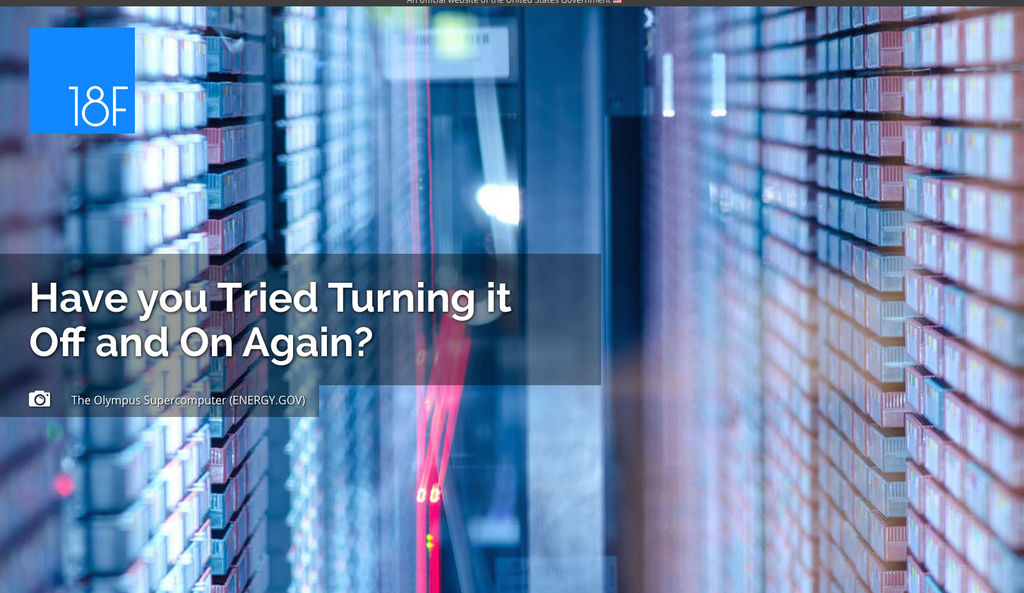 An official website of the United States Government
18F
Have you Tried Turning it
Off and On Again?
The Olympus Supercomputer (ENERGY.GOV)
00